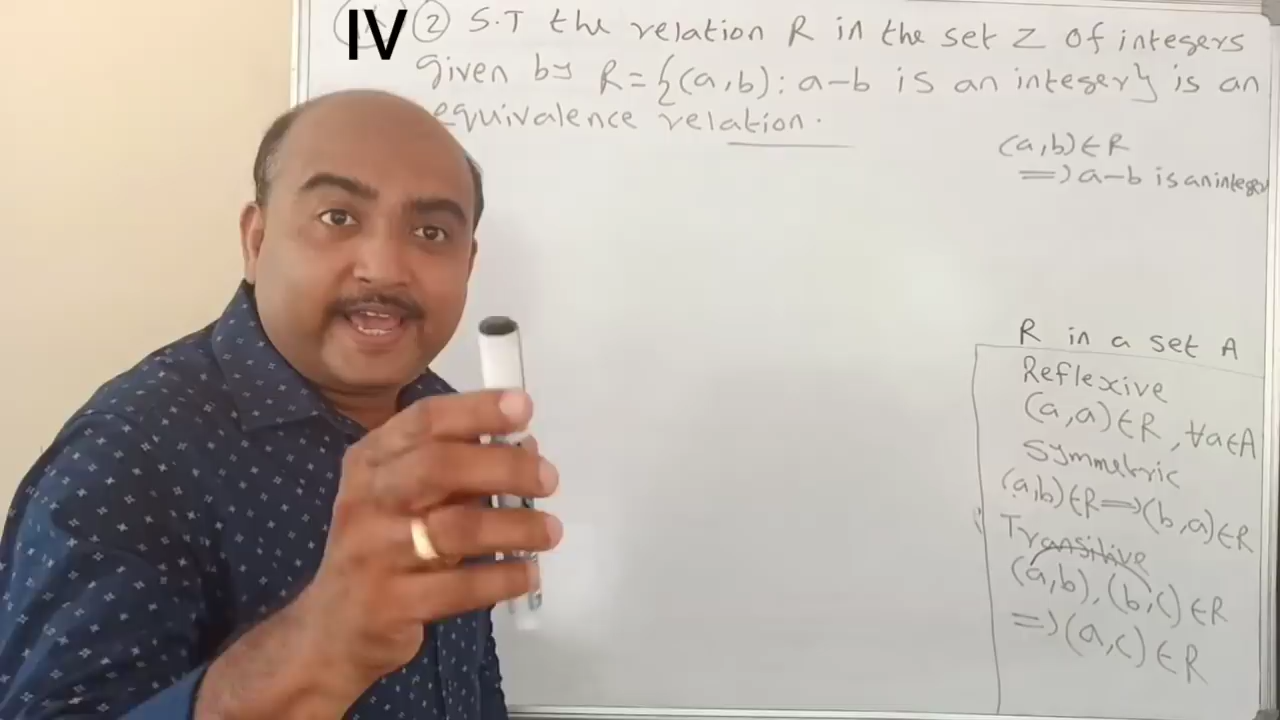 IV ② S.T the relation R in the set Z of integers
given by R={(a,b): a-b is an integer} is an
equivalence relation.
(a,b)∈R
=> a-b is an integer
R in a set A
Reflexive
(a,a)∈R, ∀a∈A
Symmetric
(a,b)∈R=>(b,a)∈R
Transitive
(a,b),(b,c)∈R
=>(a,c)∈R